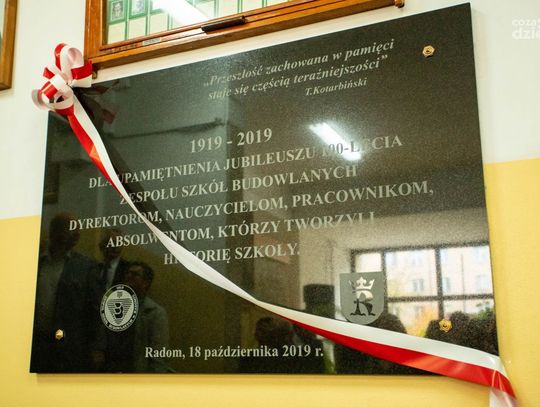 „Przeszłość zachowana w pamięci
staje się częścią teraźniejszości”
T.Kotarbiński
1919 - 2019
DLA UPAMIĘTNIENIA JUBILEUSZU 100-LECIA
ZESPOŁU SZKÓŁ BUDOWLANYCH
DYREKTOROM, NAUCZYCIELOM, PRACOWNIKOM,
ABSOLWENTOM, KTÓRZY TWORZYLI
HISTORIĘ SZKOŁY.
Radom, 18 października 2019 r.